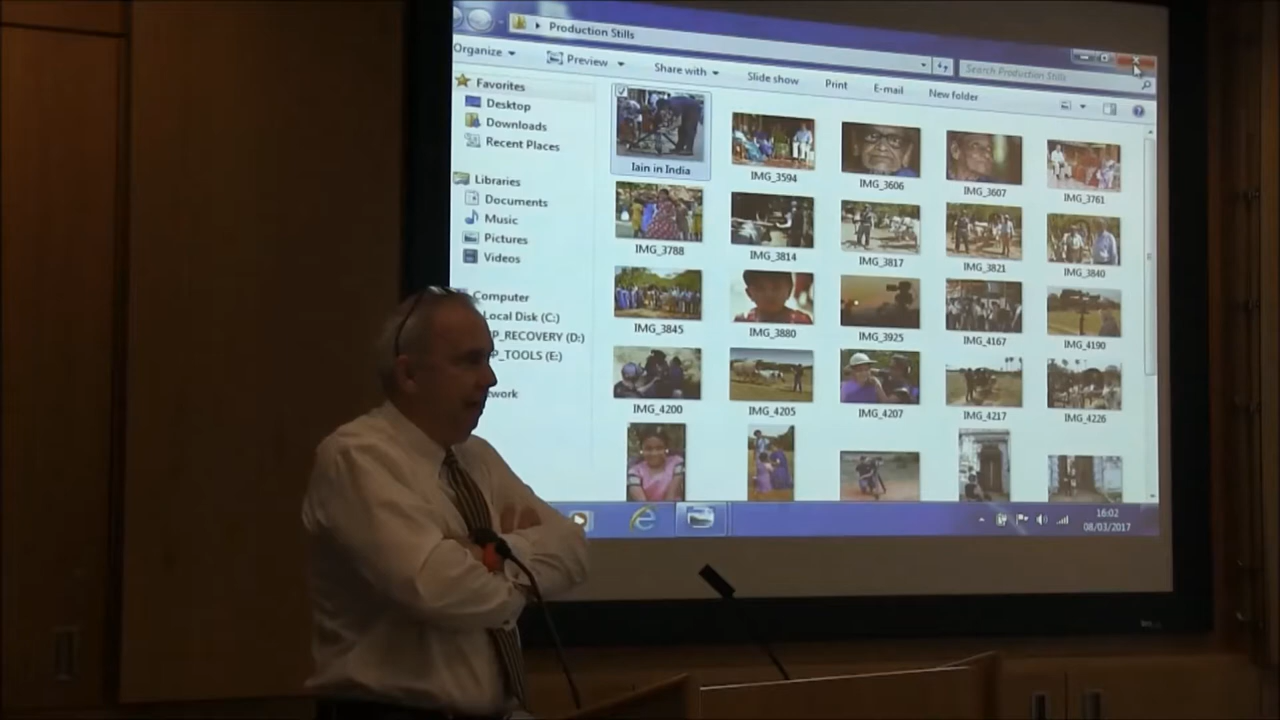 Production Stills
Search Production Stills
Organize Preview Share with Slide show Print E-mail New folder
Favorites
Desktop
Downloads
Recent Places
Libraries
Documents
Music
Pictures
Videos
Computer
Local Disk (C:)
P_RECOVERY (D:)
P_TOOLS (E:)
twork
Iain in India IMG_3594 IMG_3606 IMG_3607 IMG_3761
IMG_3788 IMG_3814 IMG_3817 IMG_3821 IMG_3840
IMG_3845 IMG_3880 IMG_3925 IMG_4167 IMG_4190
IMG_4200 IMG_4205 IMG_4207 IMG_4217 IMG_4226
16:02
08/03/2017